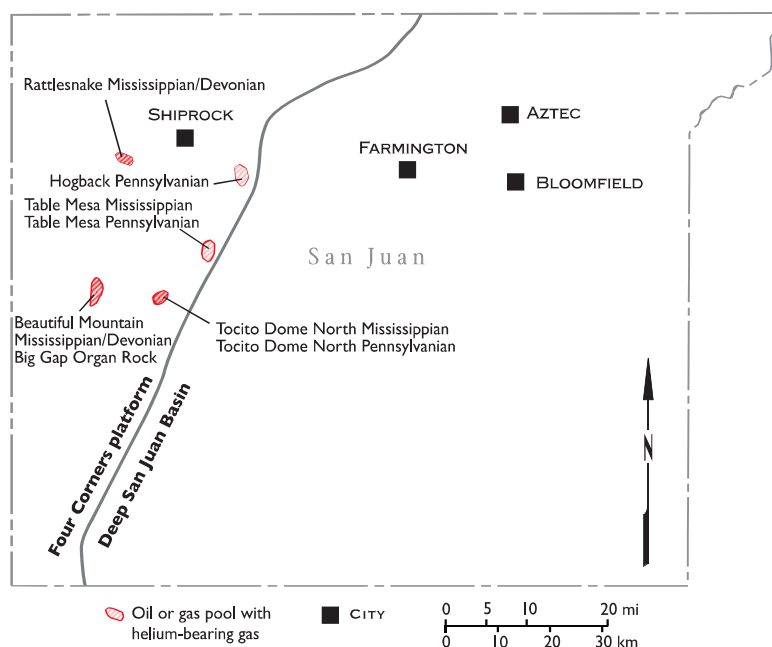 Rattlesnake Mississippian/Devonian
SHIPROCK
AZTEC
FARMINGTON
Hogback Pennsylvanian
BLOOMFIELD
Table Mesa Mississippian
Table Mesa Pennsylvanian
San Juan
Beautiful Mountain
Mississippian/Devonian
Big Gap Organ Rock
Tocito Dome North Mississippian
Tocito Dome North Pennsylvanian
Four Corners platform
Deep San Juan Basin
N
Oil or gas pool with
helium-bearing gas
CITY
0 5 10 20 mi
0 10 20 30 km